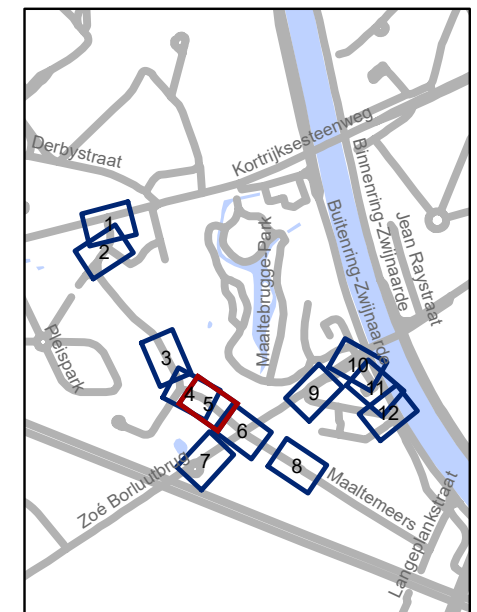 Kortrijksesteenweg
Derbystraat
Binnenring-Zwijnaarde
Buitenring-Zwijnaarde
Jean Raystraat
Maaltebrugge-Park
1
2
Pleispark
3
10
11
4
9
5
12
6
7
8
Zoé Borluutbrug
Maaltemeers
Langeplankstraat